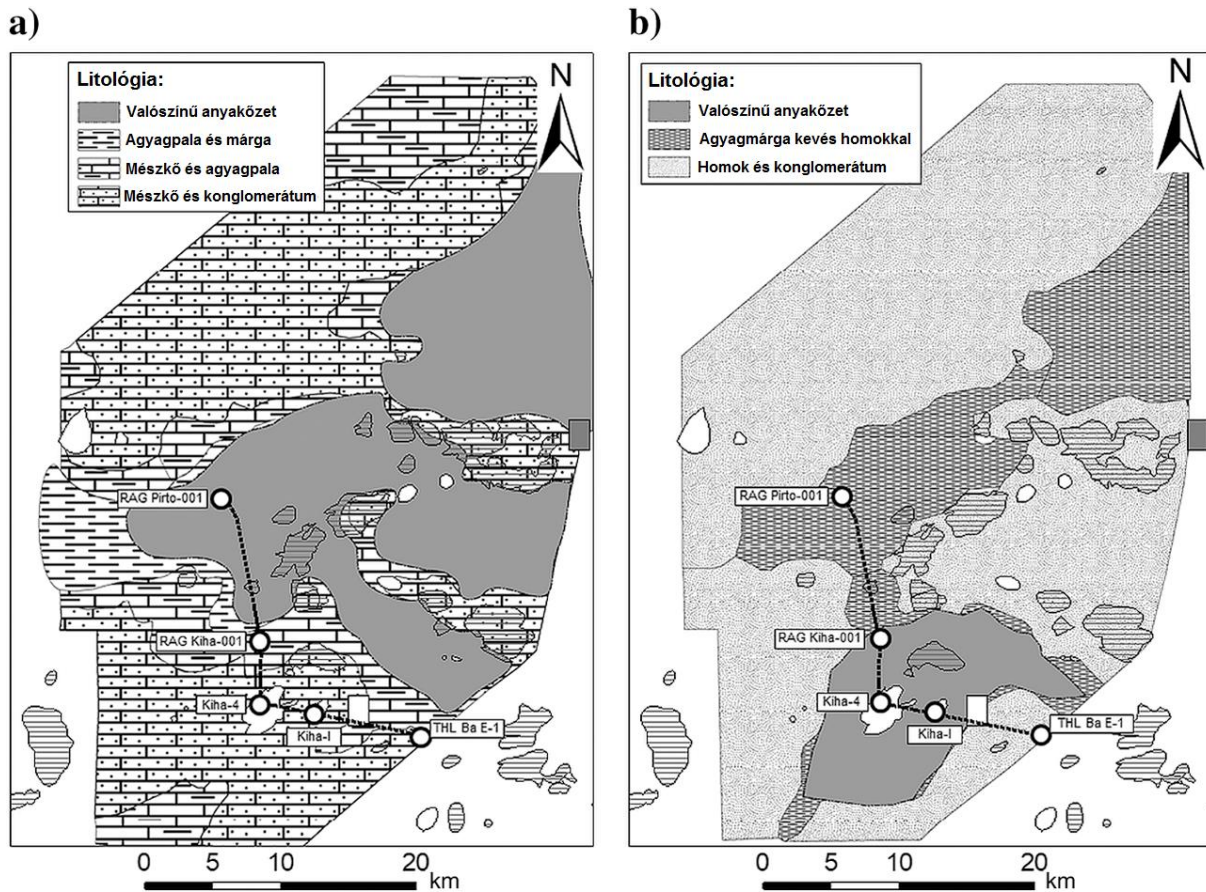 a)
Litológia:
Valószínű anyakőzet
Agyagpala és márga
Mészkő és agyagpala
Mészkő és konglomerátum
N
RAG Pirto-001
RAG Kiha-001
Kiha-4
Kiha-I
THL Ba E-1
0 5 10 20
km
b)
Litológia:
Valószínű anyakőzet
Agyagmárga kevés homokkal
Homok és konglomerátum
N
RAG Pirto-001
RAG Kiha-001
Kiha-4
Kiha-I
THL Ba E-1
0 5 10 20
km